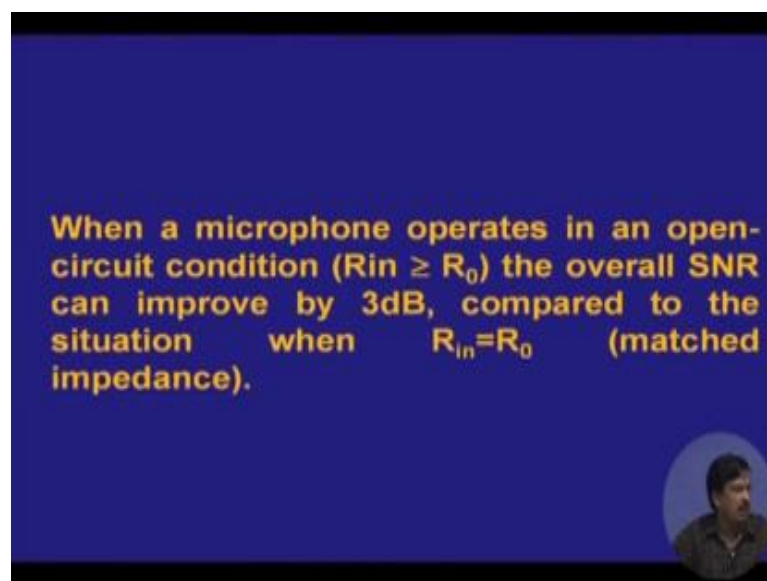 When a microphone operates in an open-
circuit condition (Rin ≥ R₀) the overall SNR
can improve by 3dB, compared to the
situation when Rᵢₙ=R₀ (matched
impedance).